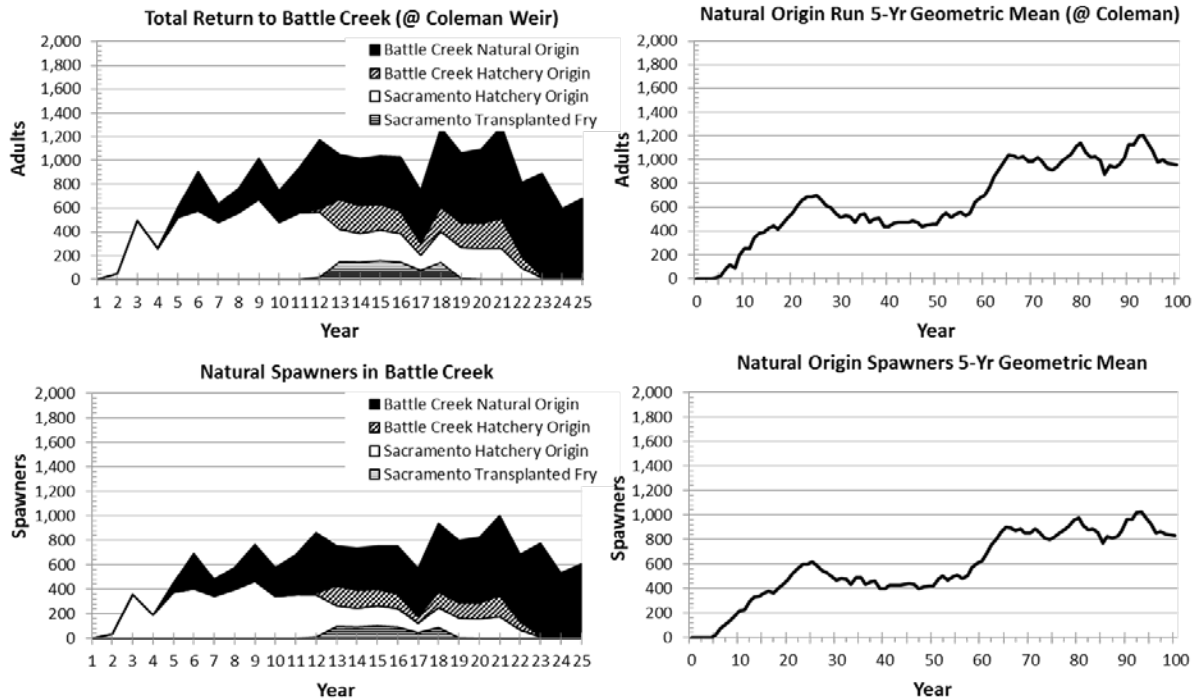 Total Return to Battle Creek (@ Coleman Weir)
2,000
1,800
1,600
1,400
1,200
1,000
800
600
400
200
0
Adults
Battle Creek Natural Origin
Battle Creek Hatchery Origin
Sacramento Hatchery Origin
Sacramento Transplanted Fry
1 2 3 4 5 6 7 8 9 10 11 12 13 14 15 16 17 18 19 20 21 22 23 24 25
Year
Natural Origin Run 5-Yr Geometric Mean (@ Coleman)
2,000
1,800
1,600
1,400
1,200
1,000
800
600
400
200
0
Adults
0 10 20 30 40 50 60 70 80 90 100
Year
Natural Spawners in Battle Creek
2,000
1,800
1,600
1,400
1,200
1,000
800
600
400
200
0
Spawners
Battle Creek Natural Origin
Battle Creek Hatchery Origin
Sacramento Hatchery Origin
Sacramento Transplanted Fry
1 2 3 4 5 6 7 8 9 10 11 12 13 14 15 16 17 18 19 20 21 22 23 24 25
Year
Natural Origin Spawners 5-Yr Geometric Mean
2,000
1,800
1,600
1,400
1,200
1,000
800
600
400
200
0
Spawners
0 10 20 30 40 50 60 70 80 90 100
Year